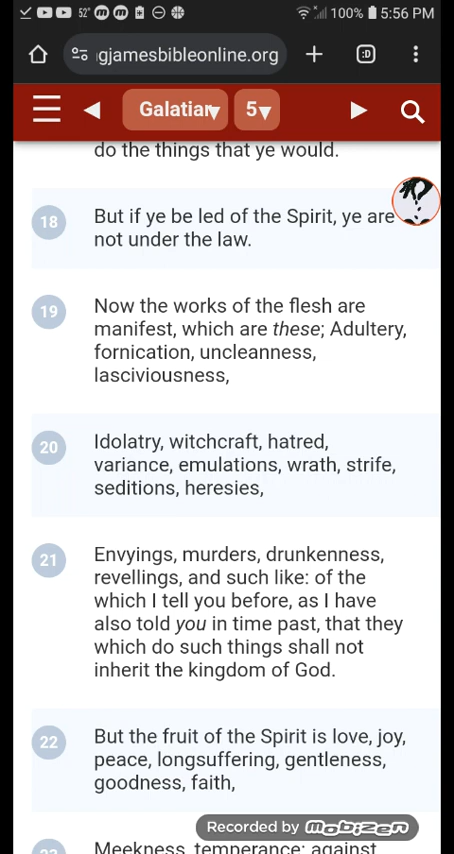 52° 100% 5:56 PM
gjamesbibleonline.org :D
Galatian 5
do the things that ye would.
18 But if ye be led of the Spirit, ye are
not under the law.
19 Now the works of the flesh are
manifest, which are these; Adultery,
fornication, uncleanness,
lasciviousness,
20 Idolatry, witchcraft, hatred,
variance, emulations, wrath, strife,
seditions, heresies,
21 Envyings, murders, drunkenness,
revellings, and such like: of the
which I tell you before, as I have
also told you in time past, that they
which do such things shall not
inherit the kingdom of God.
22 But the fruit of the Spirit is love, joy,
peace, longsuffering, gentleness,
goodness, faith,
Recorded by mobizen
23 Meekness, temperance: against